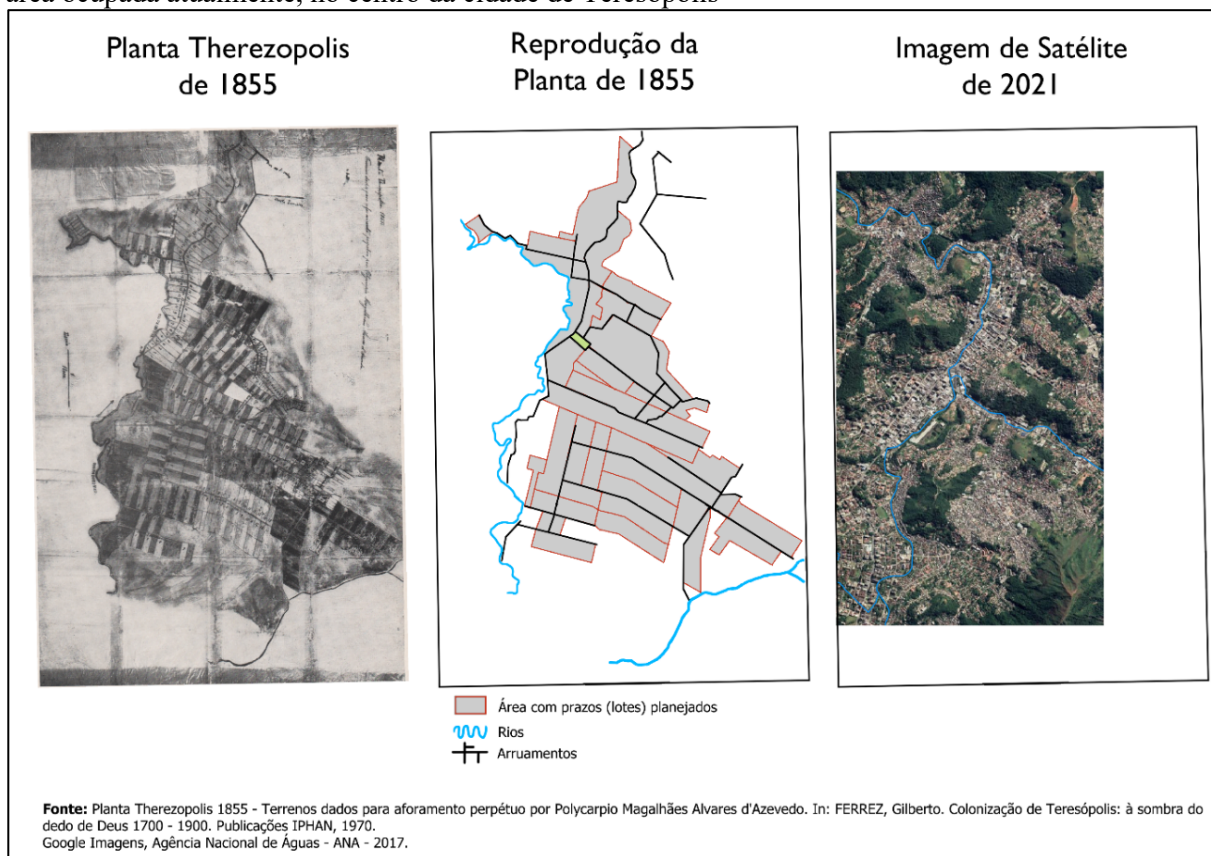 área ocupada atualmente, no centro da cidade de Teresópolis
Planta Therezopolis
de 1855
Reprodução da
Planta de 1855
Imagem de Satélite
de 2021
Área com prazos (lotes) planejados
Rios
Arruamentos
Fonte: Planta Therezopolis 1855 - Terrenos dados para aforamento perpétuo por Polycarpio Magalhães Alvares d'Azevedo. In: FERREZ, Gilberto. Colonização de Teresópolis: à sombra do
dedo de Deus 1700 - 1900. Publicações IPHAN, 1970.
Google Imagens, Agência Nacional de Águas - ANA - 2017.